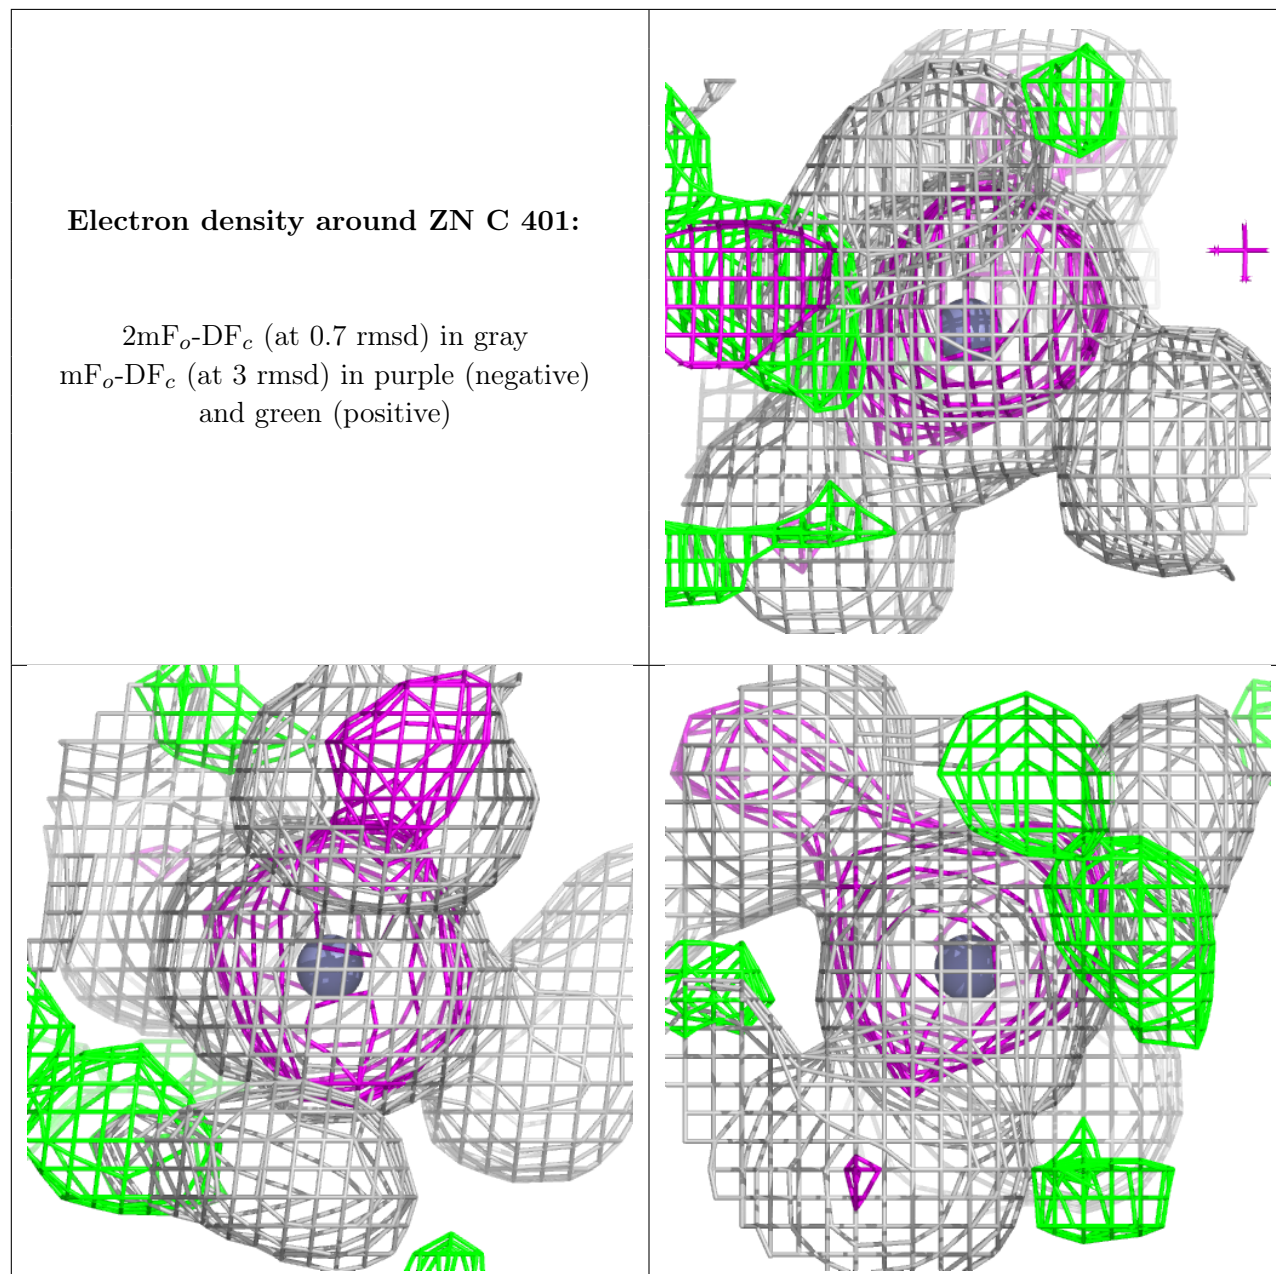 Electron density around ZN C 401:
2mFo-DFc (at 0.7 rmsd) in gray
mFo-DFc (at 3 rmsd) in purple (negative)
and green (positive)